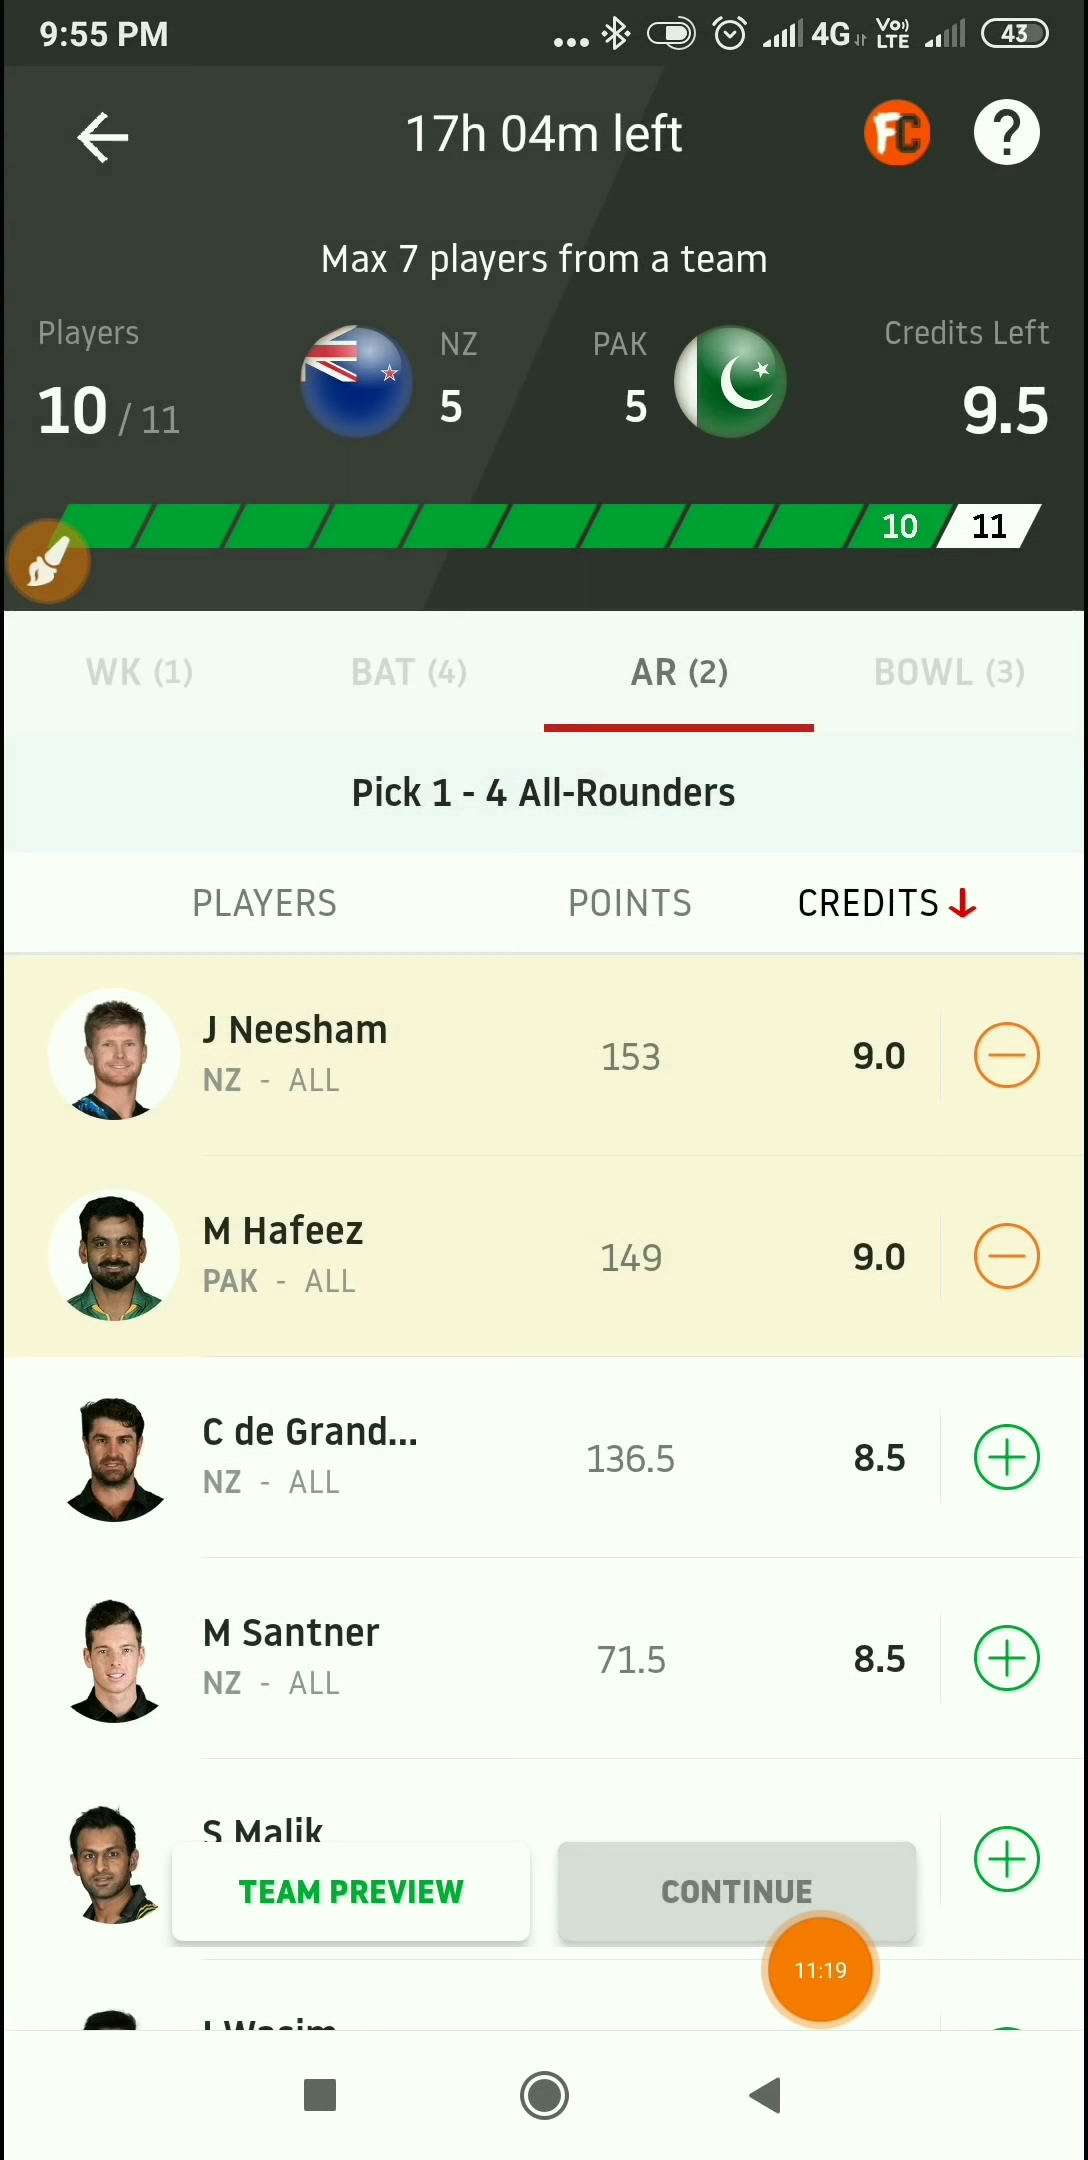 9:55 PM
4G
Vo))
LTE
43
17h 04m left
FC
?
Max 7 players from a team
Players
NZ
PAK
Credits Left
10 / 11
5
5
9.5
10
11
WK (1)
BAT (4)
AR (2)
BOWL (3)
Pick 1 - 4 All-Rounders
PLAYERS
POINTS
CREDITS
J Neesham
NZ - ALL
153
9.0
M Hafeez
PAK - ALL
149
9.0
C de Grand...
NZ - ALL
136.5
8.5
M Santner
NZ - ALL
71.5
8.5
S Malik
TEAM PREVIEW
CONTINUE
11:19
I Wasim